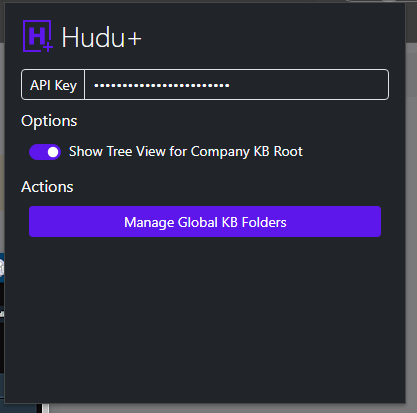 Hudu+
API Key ••••••••••••••••••••••••
Options
Show Tree View for Company KB Root
Actions
Manage Global KB Folders